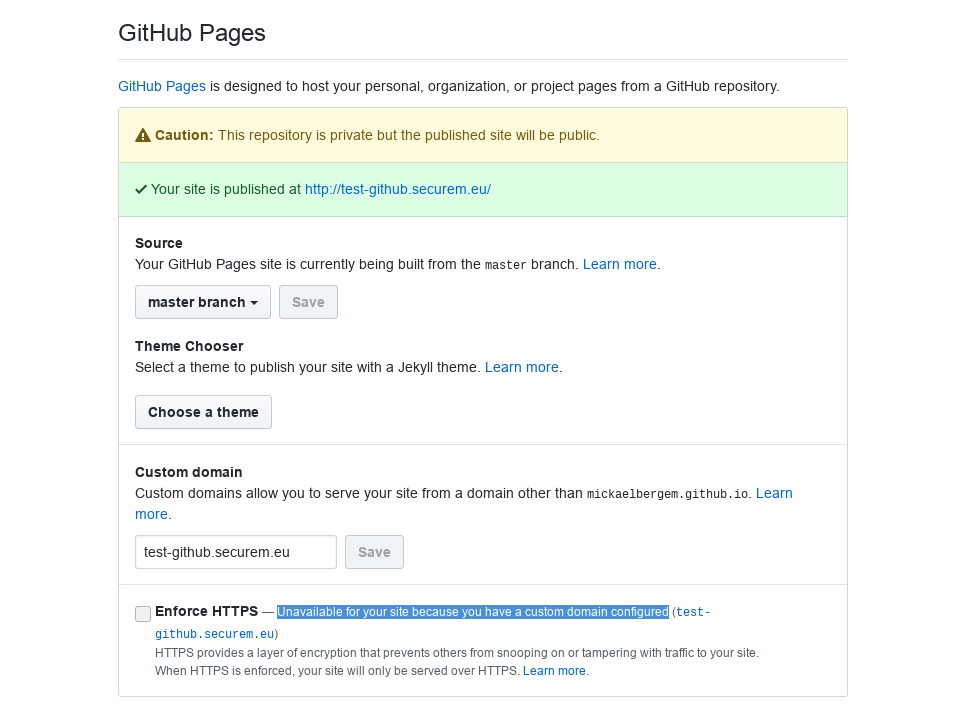 GitHub Pages
GitHub Pages is designed to host your personal, organization, or project pages from a GitHub repository.
Caution: This repository is private but the published site will be public.
Your site is published at http://test-github.securem.eu/
Source
Your GitHub Pages site is currently being built from the master branch. Learn more.
master branch Save
Theme Chooser
Select a theme to publish your site with a Jekyll theme. Learn more.
Choose a theme
Custom domain
Custom domains allow you to serve your site from a domain other than mickaelbergem.github.io. Learn
more.
test-github.securem.eu Save
Enforce HTTPS — Unavailable for your site because you have a custom domain configured (test-
github.securem.eu)
HTTPS provides a layer of encryption that prevents others from snooping on or tampering with traffic to your site.
When HTTPS is enforced, your site will only be served over HTTPS. Learn more.